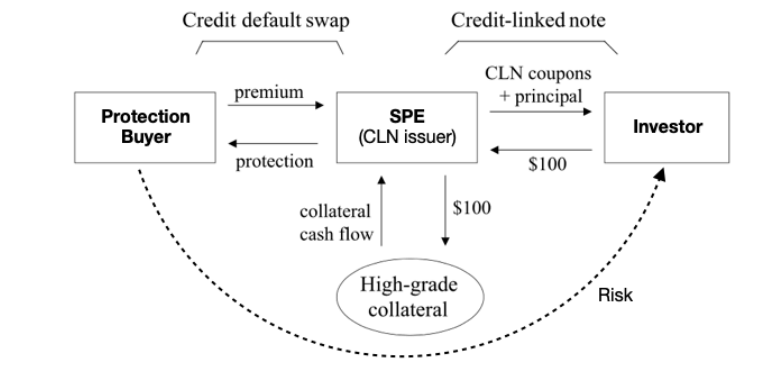 Credit default swap
Credit-linked note
premium
CLN coupons
+ principal
Protection
Buyer
SPE
(CLN issuer)
Investor
protection
$100
collateral
cash flow
$100
High-grade
collateral
Risk